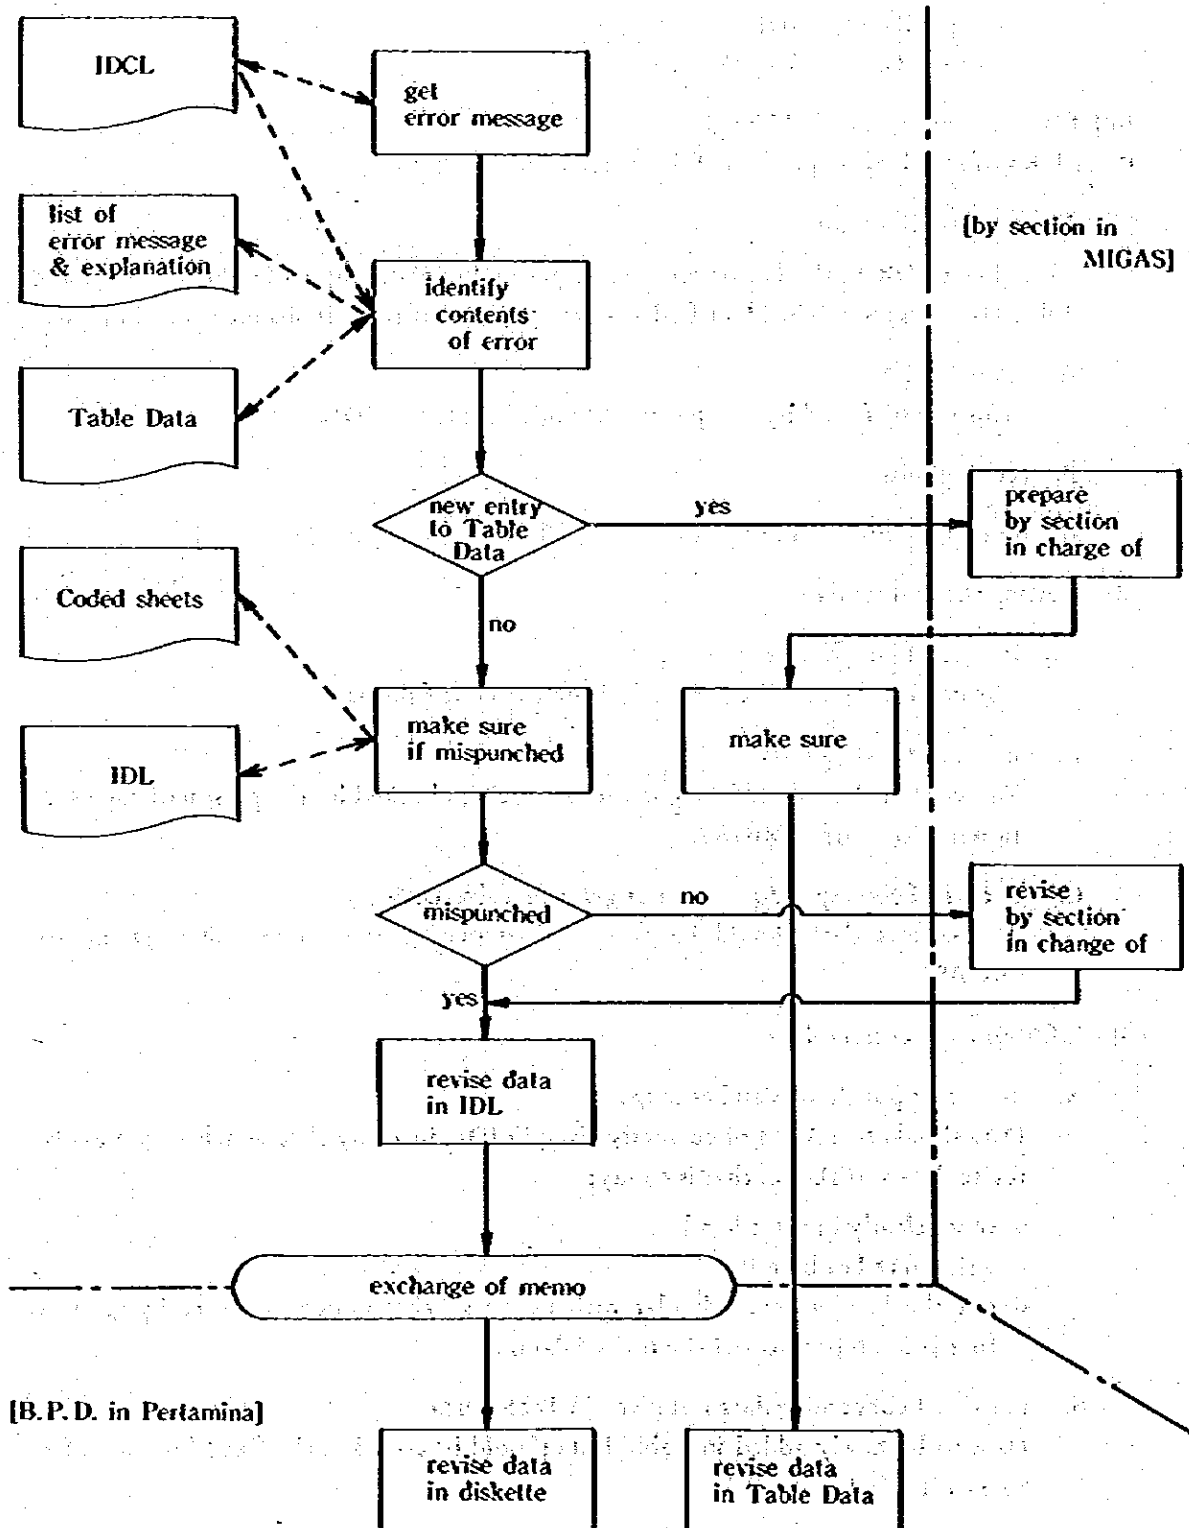 IDCL
get
error message
list of
error message
& explanation
[by section in
MIGAS]
identify
contents
of error
Table Data
new entry
to Table
Data
yes
prepare
by section
in charge of
Coded sheets
no
make sure
if mispunched
make sure
IDL
mispunched
no
revise
by section
in change of
yes
revise data
in IDL
exchange of memo
[B.P.D. in Pertamina]
revise data
in diskette
revise data
in Table Data